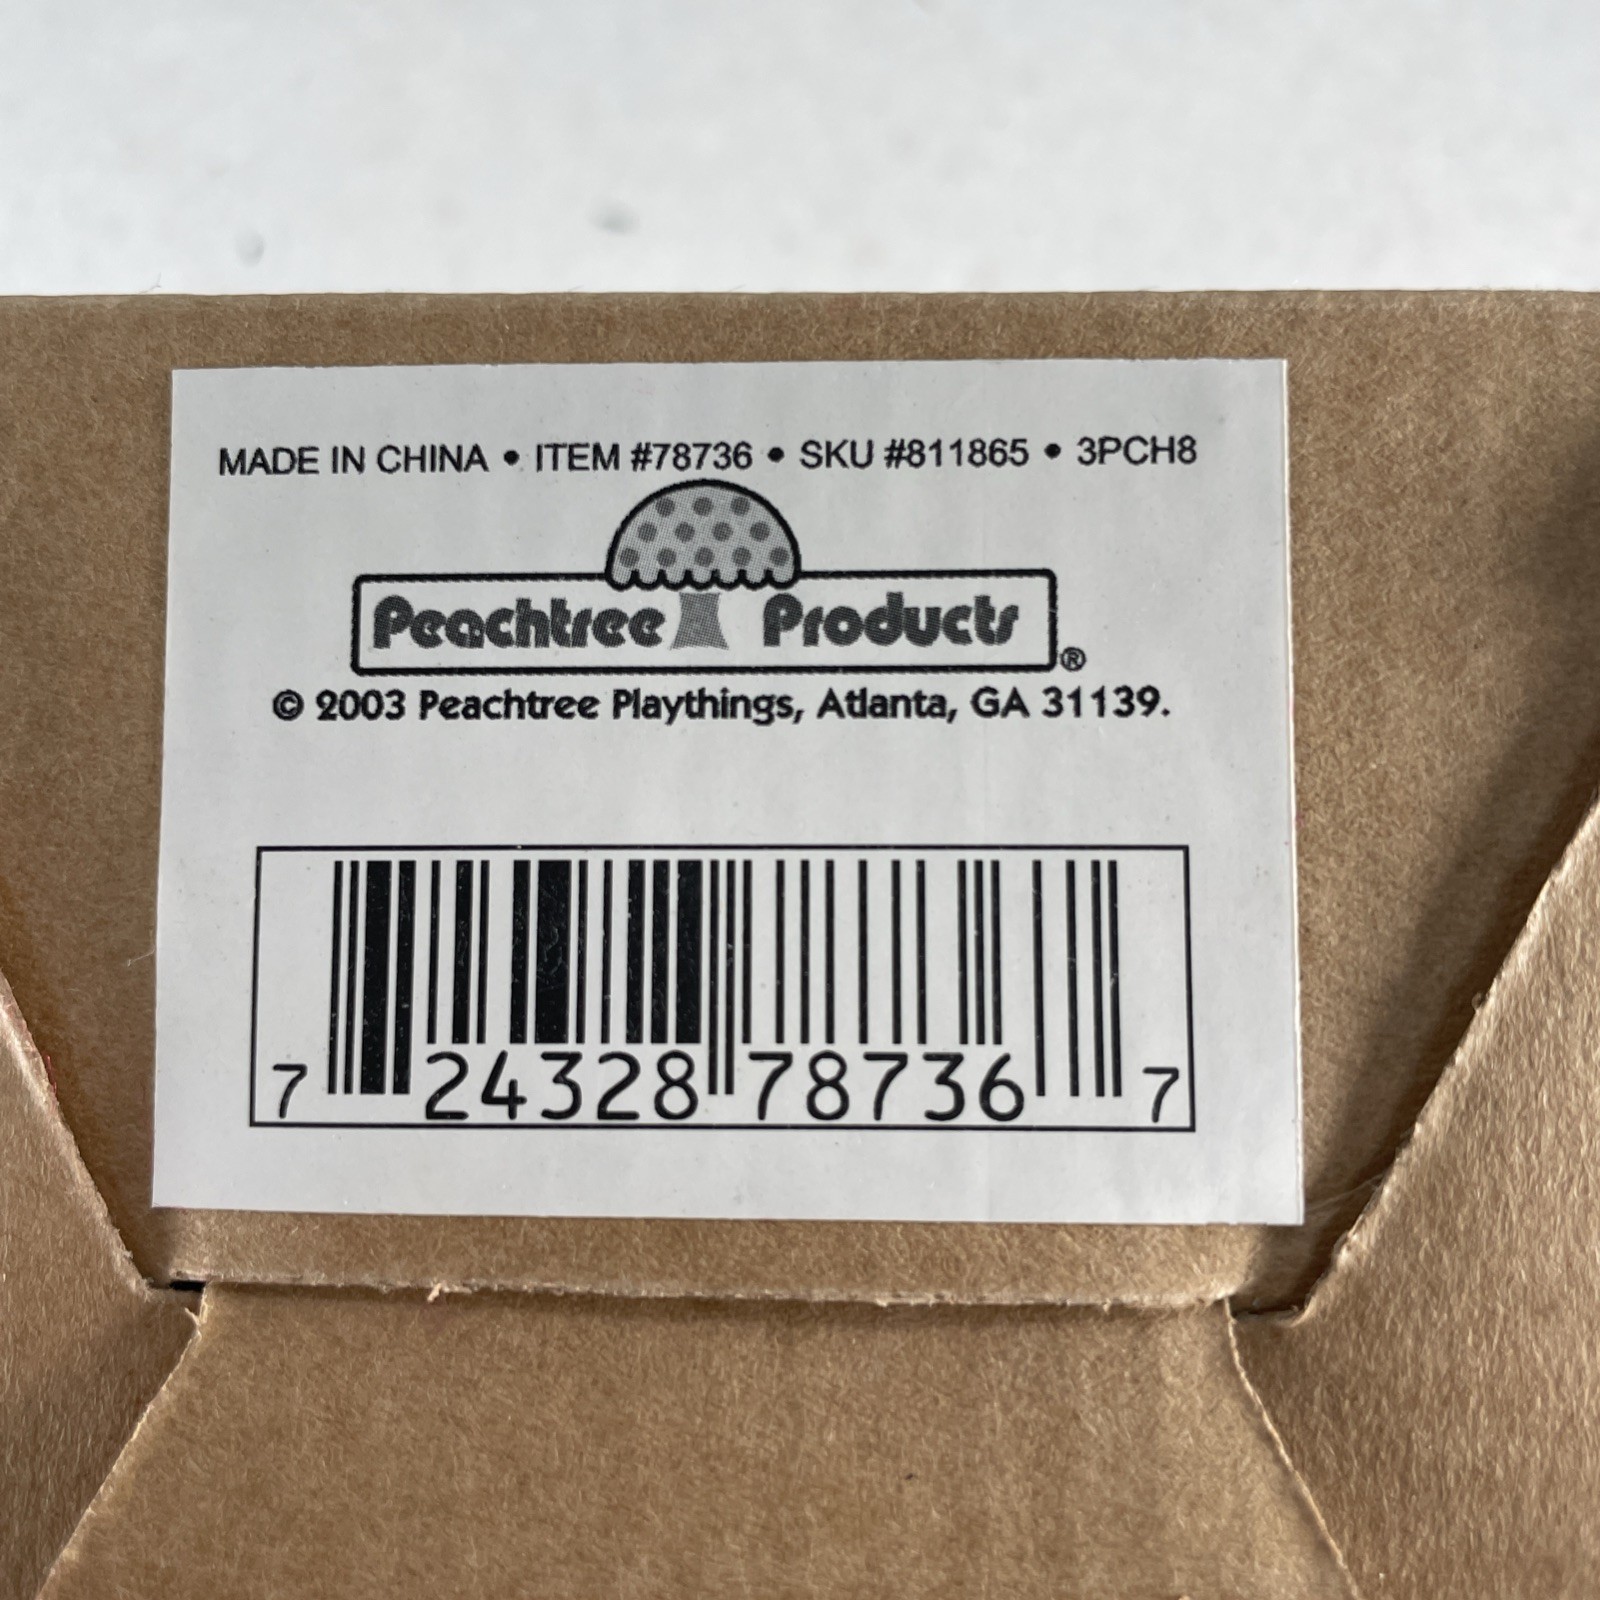 MADE IN CHINA • ITEM #78736 • SKU #811865 • 3PCH8
Peachtree Products ®
© 2003 Peachtree Playthings, Atlanta, GA 31139.
7 24328 78736 7